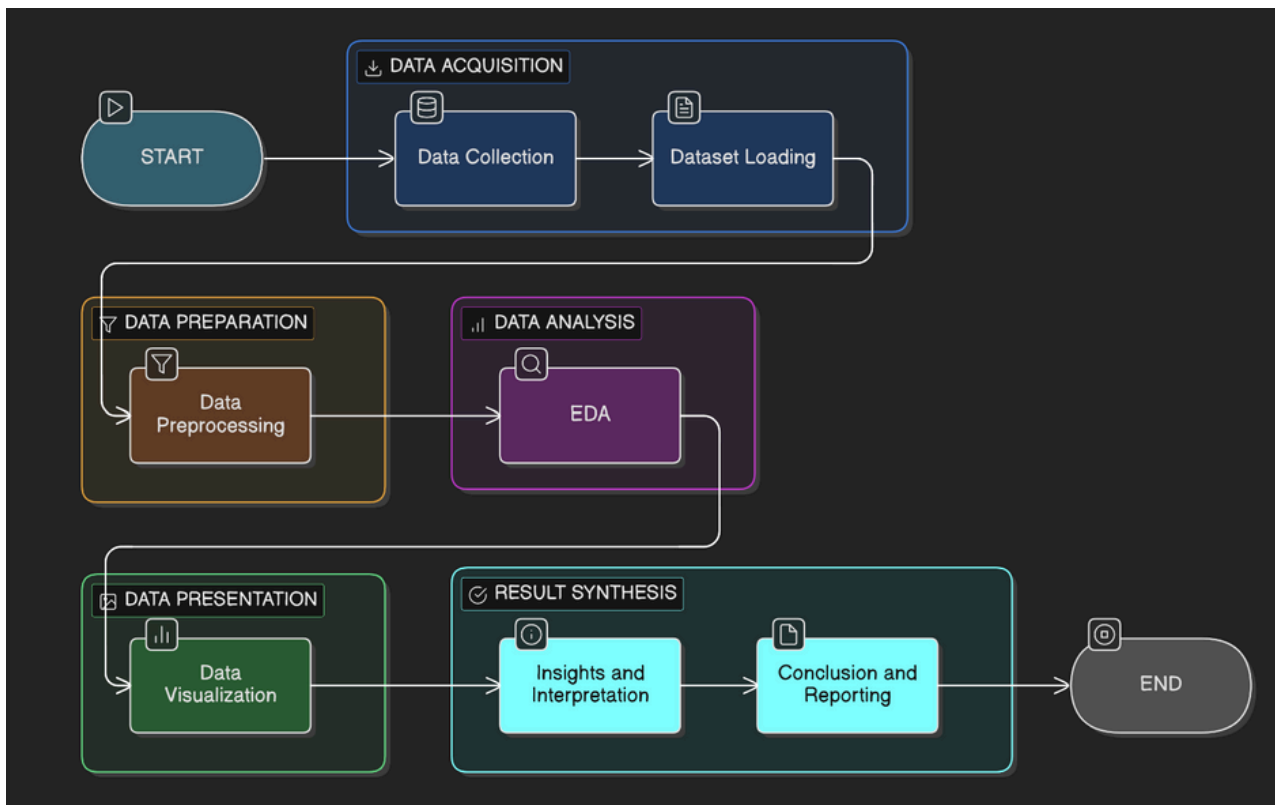 DATA ACQUISITION
START
Data Collection
Dataset Loading
DATA PREPARATION
DATA ANALYSIS
Data
Preprocessing
EDA
DATA PRESENTATION
RESULT SYNTHESIS
Data
Visualization
Insights and
Interpretation
Conclusion and
Reporting
END